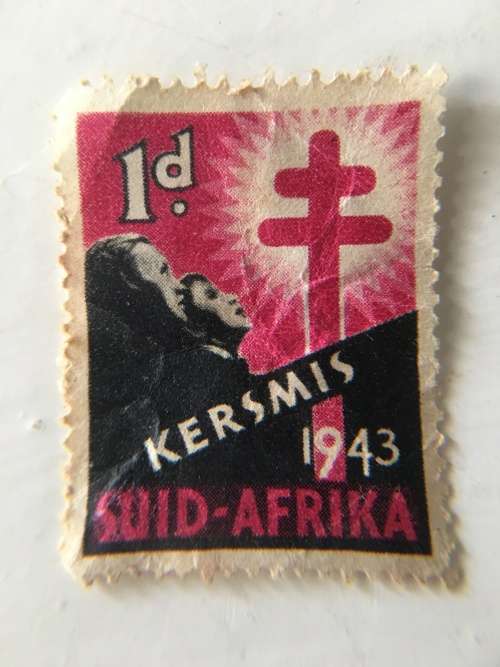 1d.
KERSMIS
1943
SUID-AFRIKA